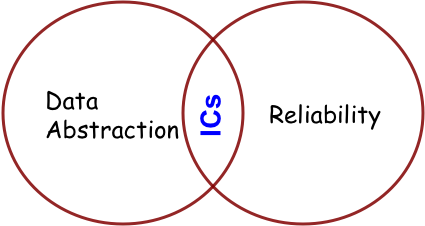 Data
Abstraction
ICs
Reliability